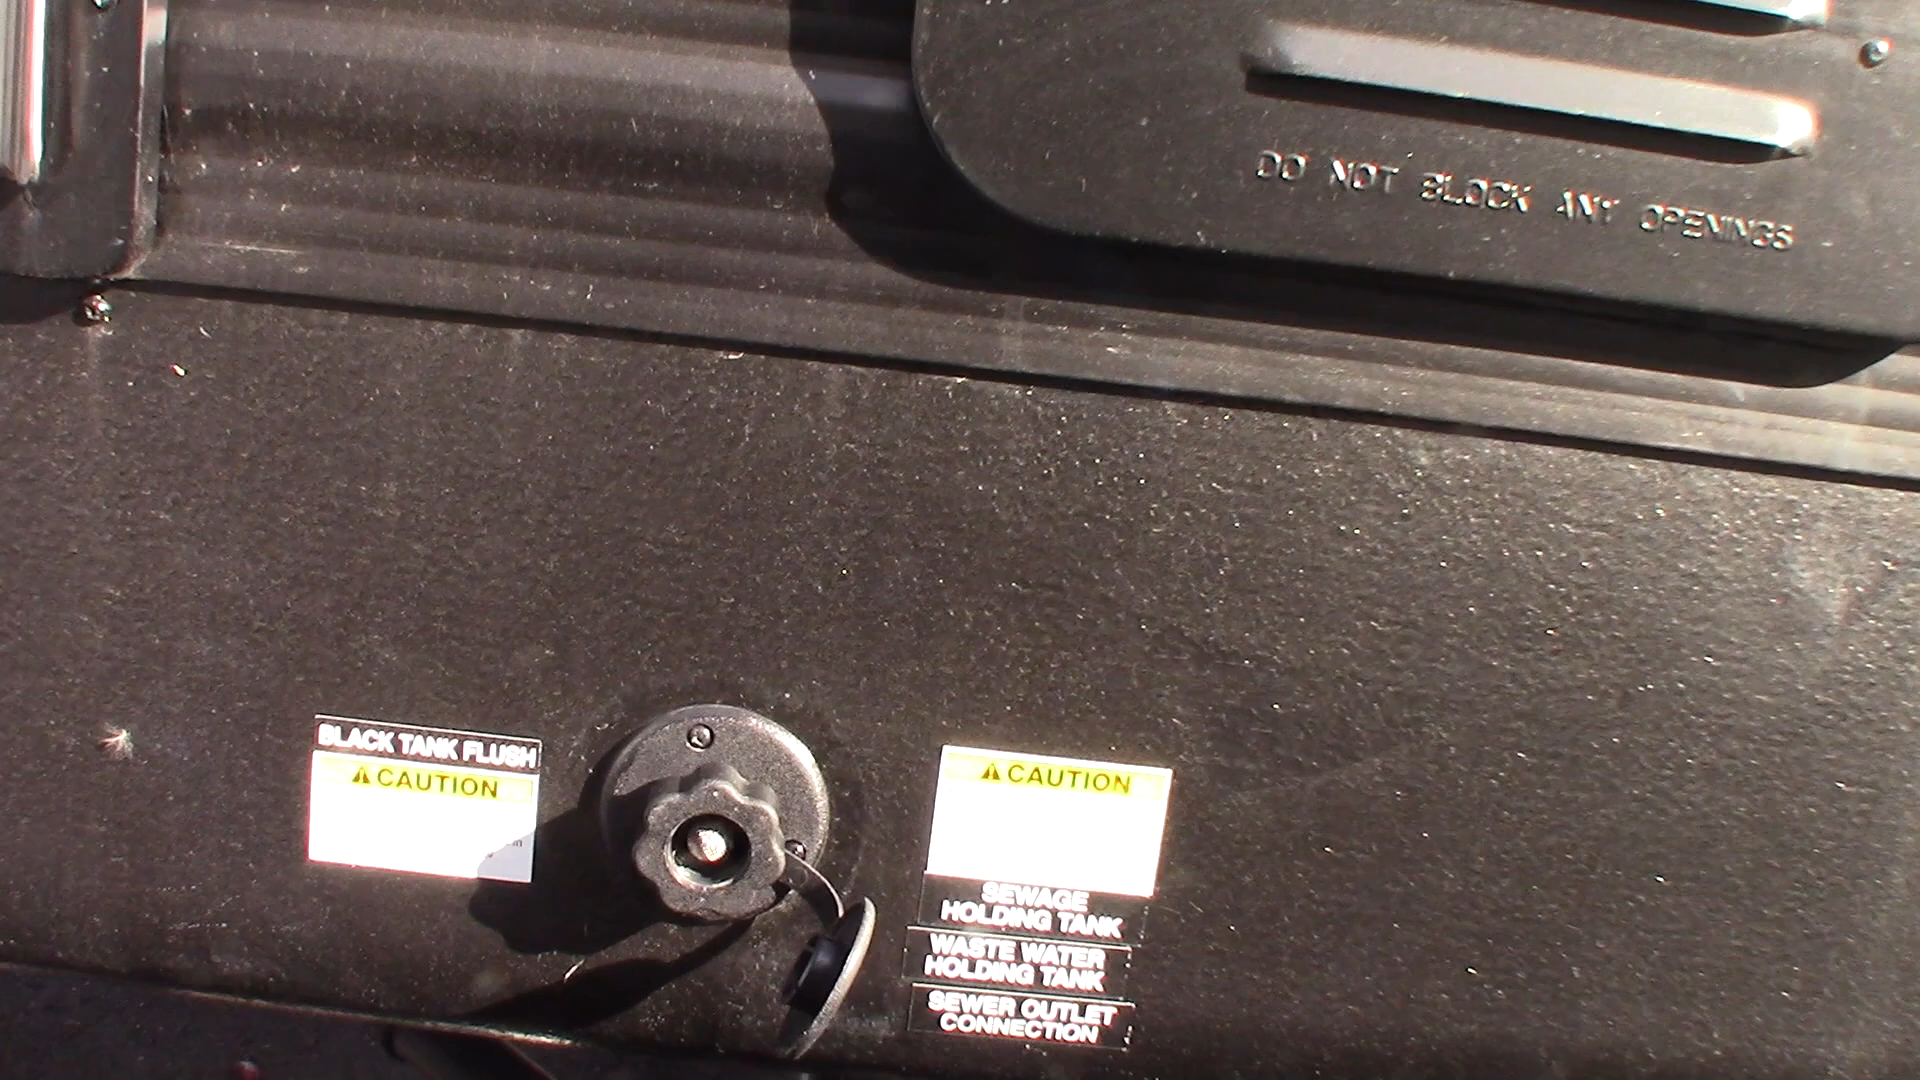 DO NOT BLOCK ANY OPENINGS
BLACK TANK FLUSH
CAUTION
CAUTION
SEWAGE
HOLDING TANK
WASTE WATER
HOLDING TANK
SEWER OUTLET
CONNECTION